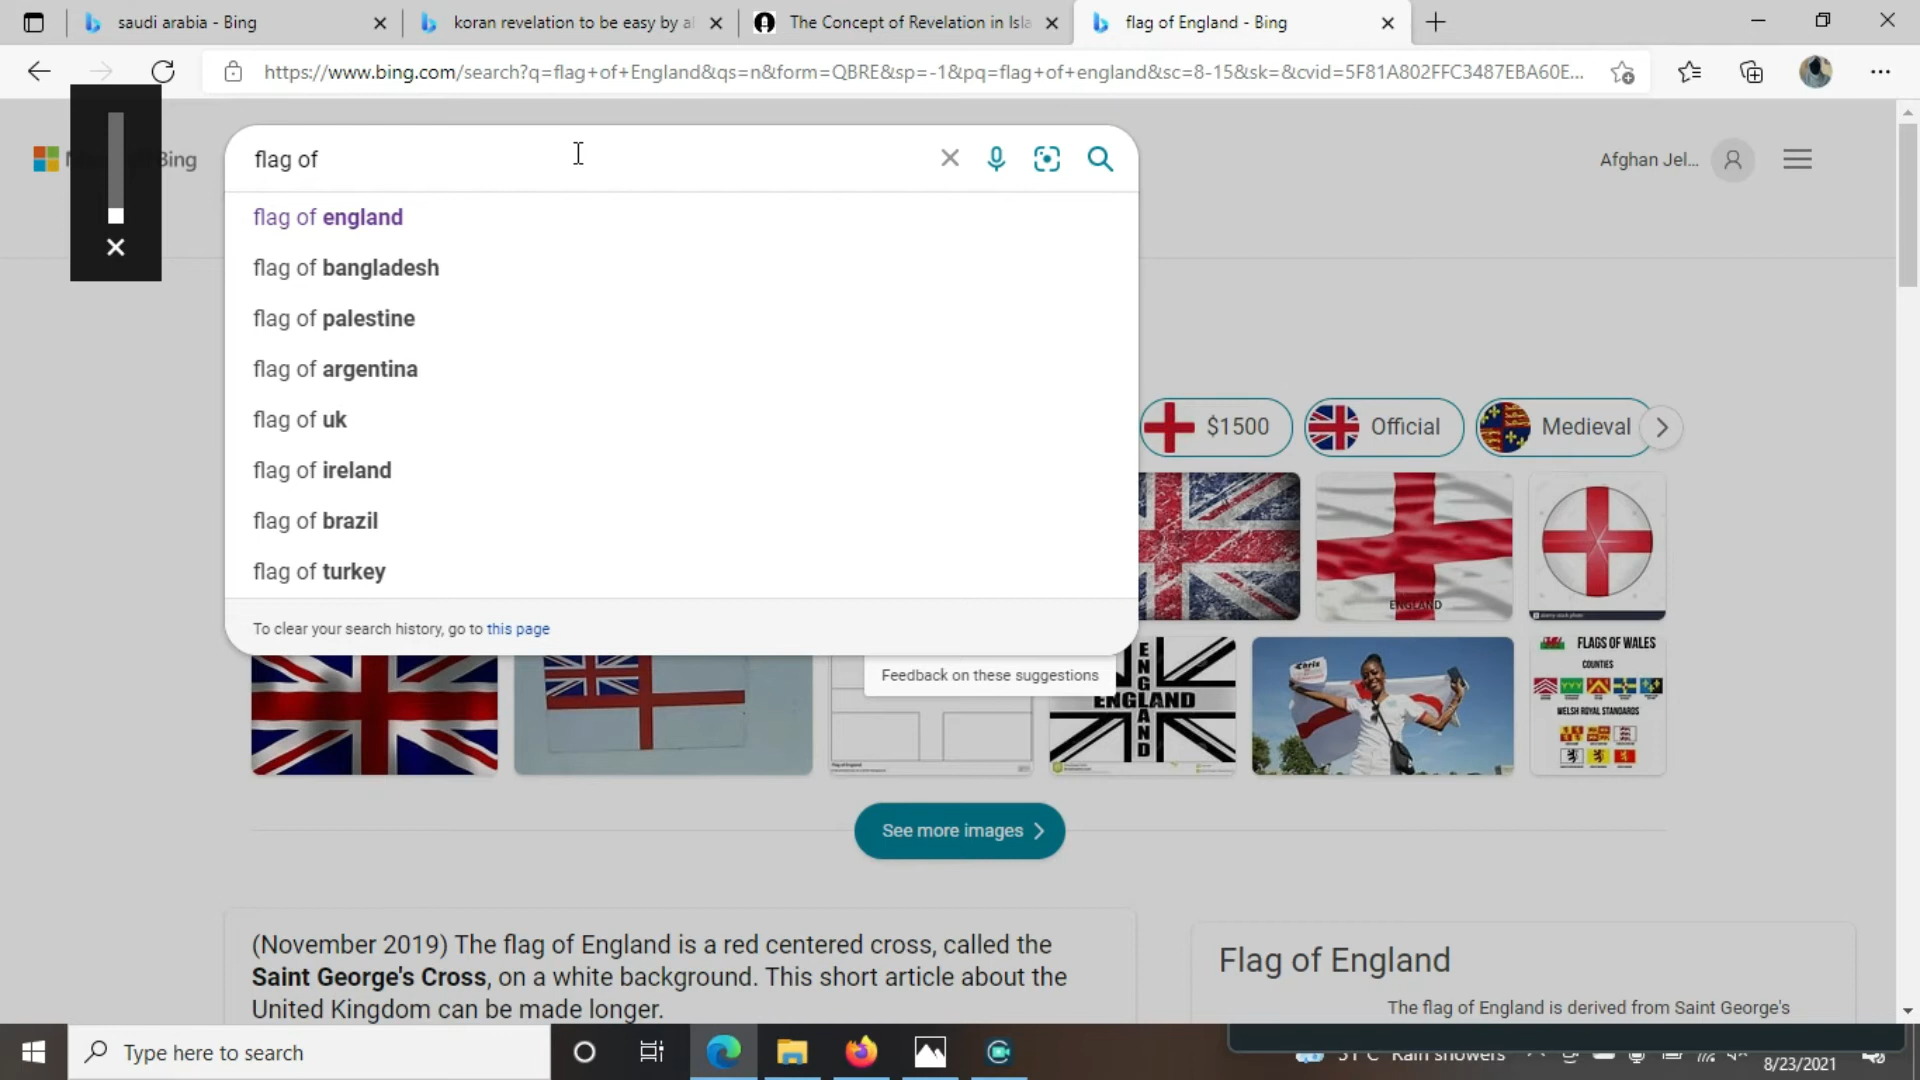 saudi arabia - Bing
koran revelation to be easy by al
The Concept of Revelation in Isla
flag of England - Bing
https://www.bing.com/search?q=flag+of+England&qs=n&form=QBRE&sp=-1&pq=flag+of+england&sc=8-15&sk=&cvid=5F81A802FFC3487EBA60E...
Bing
flag of
Afghan Jel...
flag of england
flag of bangladesh
flag of palestine
flag of argentina
flag of uk
flag of ireland
flag of brazil
flag of turkey
To clear your search history, go to this page
Feedback on these suggestions
$1500
Official
Medieval
ENGLAND
ENGLAND
ENGLAND
FLAGS OF WALES
COUNTIES
WELSH ROYAL STANDARDS
See more images
(November 2019) The flag of England is a red centered cross, called the
Saint George's Cross, on a white background. This short article about the
United Kingdom can be made longer.
Flag of England
The flag of England is derived from Saint George's
Type here to search
31°C Rain showers
8/23/2021